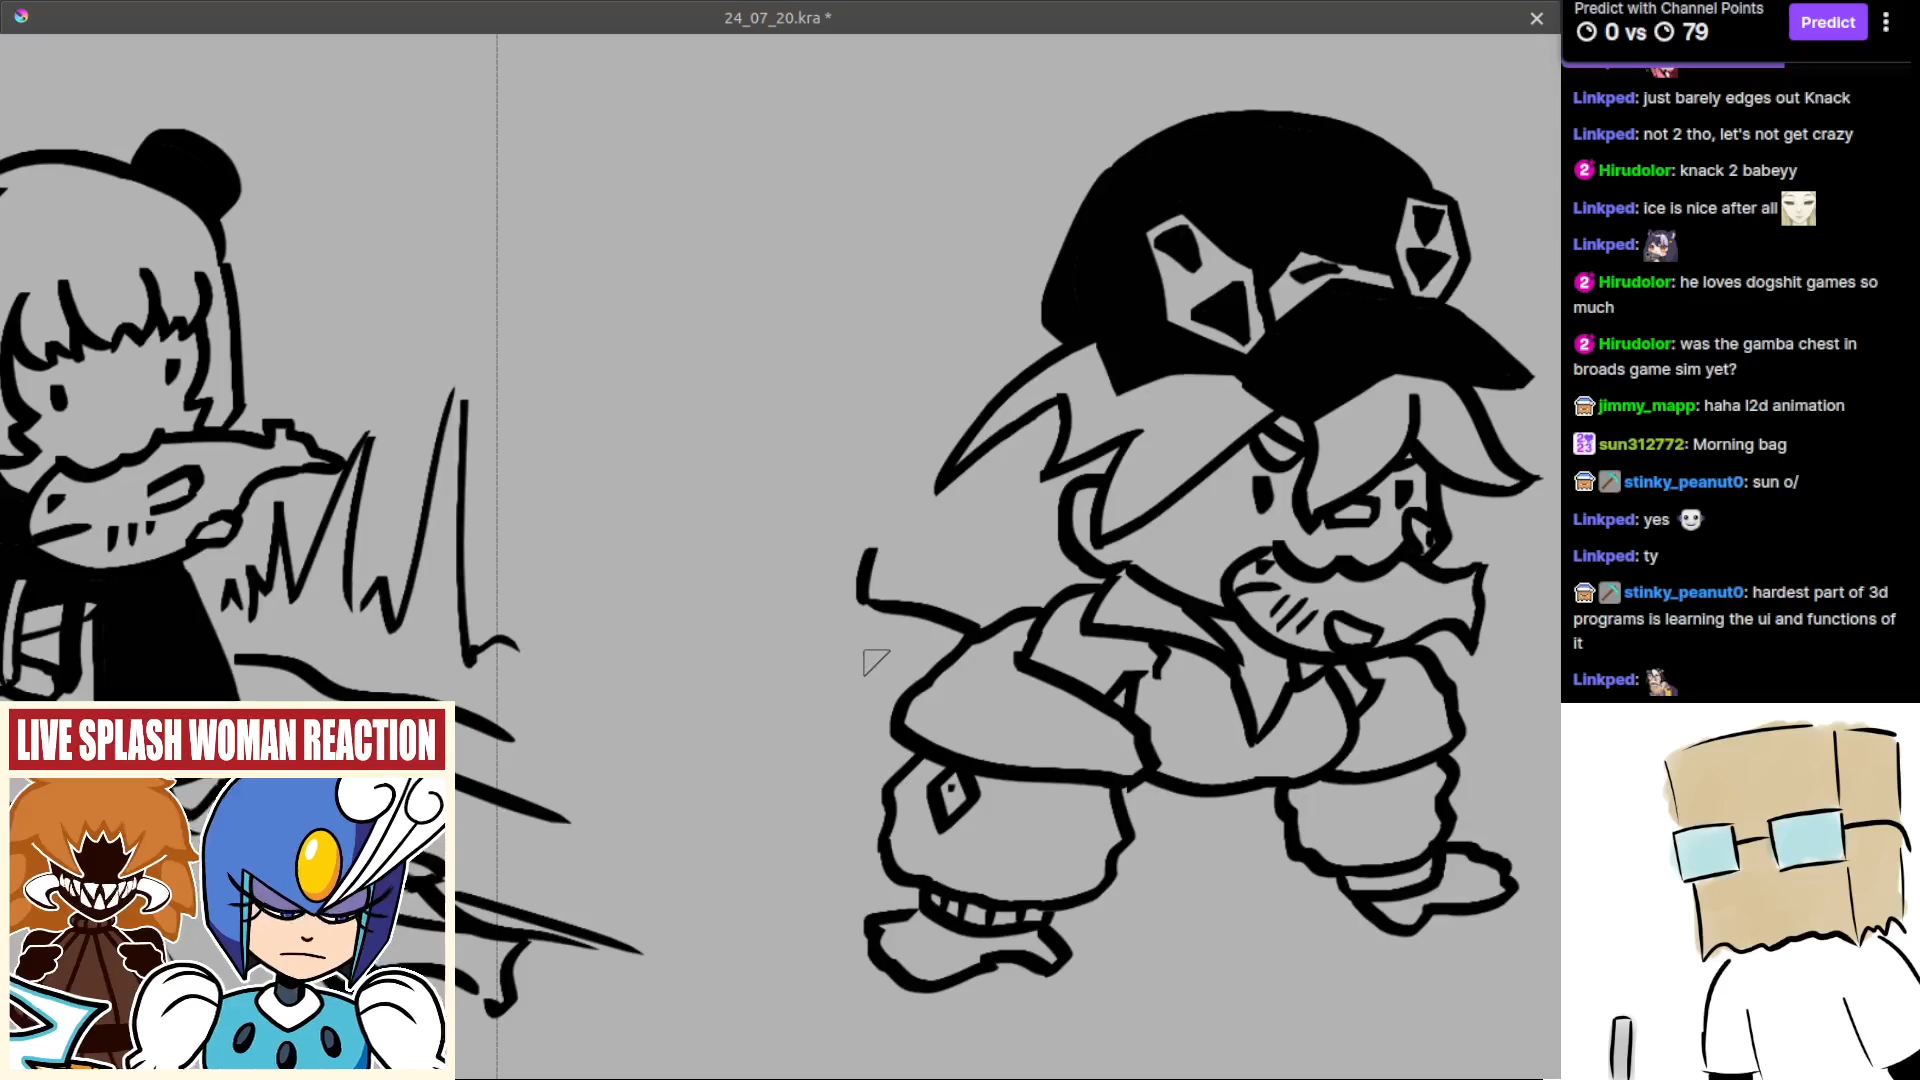 24_07_20.kra *
Predict with Channel Points
0 vs 79
Predict
Linkped: just barely edges out Knack
Linkped: not 2 tho, let's not get crazy
2 Hirudolor: knack 2 babeyy
Linkped: ice is nice after all
Linkped:
2 Hirudolor: he loves dogshit games so
much
2 Hirudolor: was the gamba chest in
broads game sim yet?
jimmy_mapp: haha l2d animation
sun312772: Morning bag
stinky_peanut0: sun o/
Linkped: yes
Linkped: ty
stinky_peanut0: hardest part of 3d
programs is learning the ui and functions of
it
Linkped:
LIVE SPLASH WOMAN REACTION